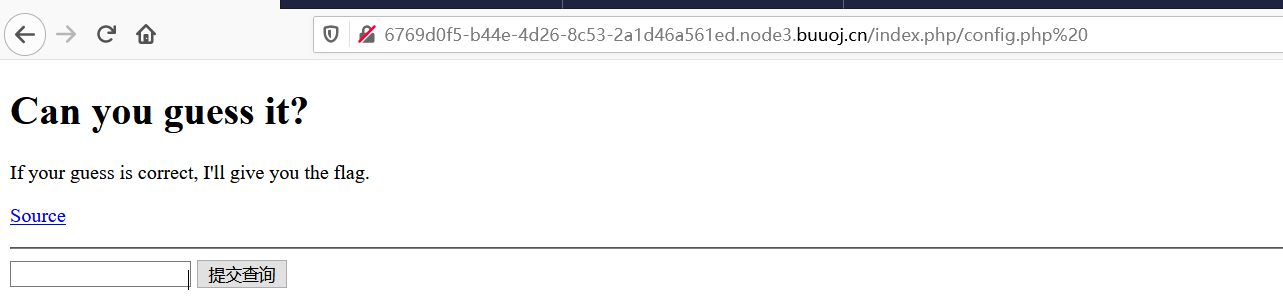 6769d0f5-b44e-4d26-8c53-2a1d46a561ed.node3.buuoj.cn/index.php/config.php%20
Can you guess it?
If your guess is correct, I'll give you the flag.
Source
提交查询